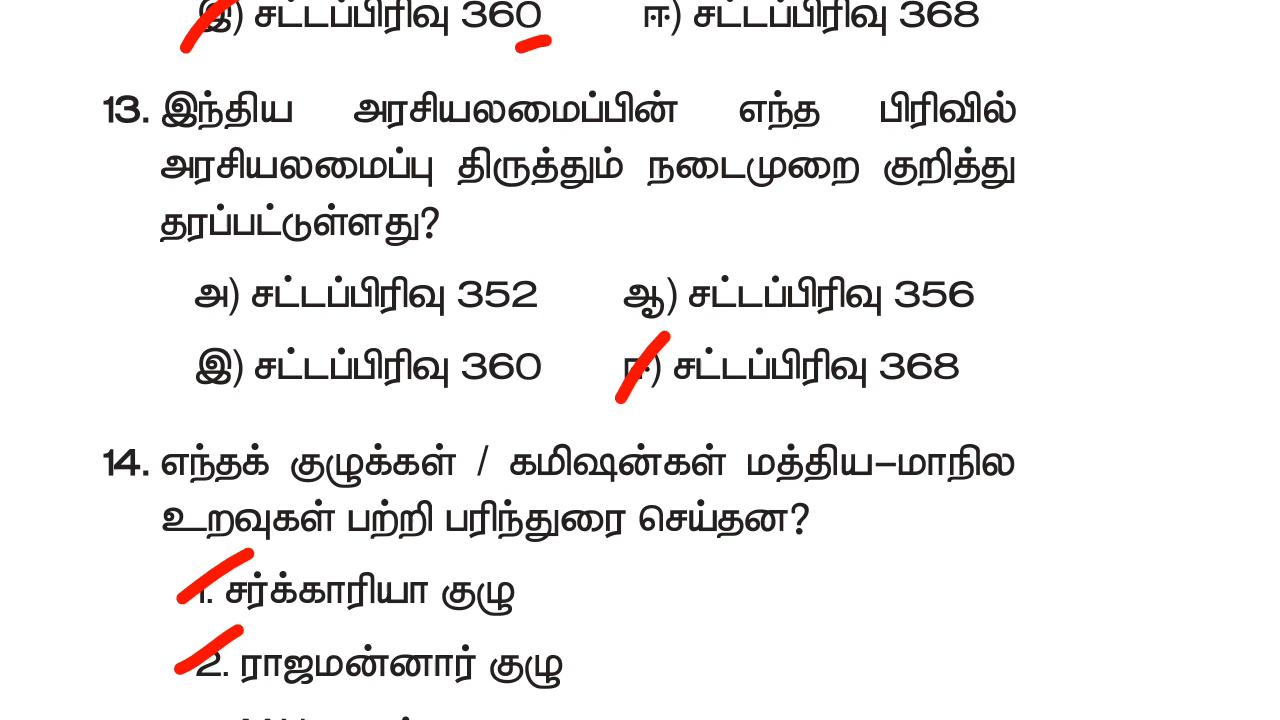 இ) சட்டப்பிரிவு 360 ஈ) சட்டப்பிரிவு 368
13. இந்திய அரசியலமைப்பின் எந்த பிரிவில்
அரசியலமைப்பு திருத்தும் நடைமுறை குறித்து
தரப்பட்டுள்ளது?
அ) சட்டப்பிரிவு 352 ஆ) சட்டப்பிரிவு 356
இ) சட்டப்பிரிவு 360 ஈ) சட்டப்பிரிவு 368
14. எந்தக் குழுக்கள் / கமிஷன்கள் மத்திய–மாநில
உறவுகள் பற்றி பரிந்துரை செய்தன?
1. சர்க்காரியா குழு
2. ராஜமன்னார் குழு